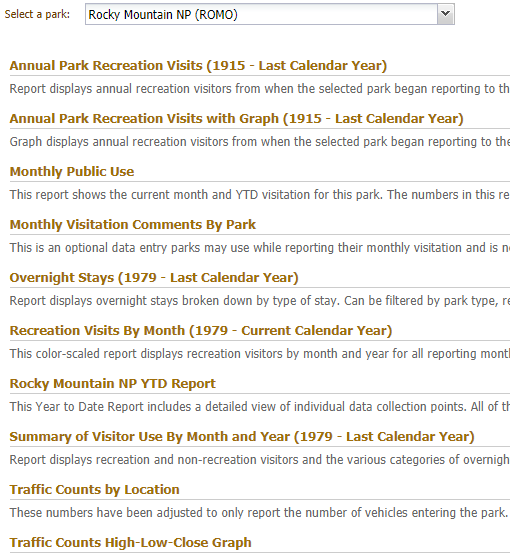 Select a park: Rocky Mountain NP (ROMO)
Annual Park Recreation Visits (1915 - Last Calendar Year)
Report displays annual recreation visitors from when the selected park began reporting to th
Annual Park Recreation Visits with Graph (1915 - Last Calendar Year)
Graph displays annual recreation visitors from when the selected park began reporting to the
Monthly Public Use
This report shows the current month and YTD visitation for this park. The numbers in this re
Monthly Visitation Comments By Park
This is an optional data entry parks may use while reporting their monthly visitation and is n
Overnight Stays (1979 - Last Calendar Year)
Report displays overnight stays broken down by type of stay. Can be filtered by park type, re
Recreation Visits By Month (1979 - Current Calendar Year)
This color-scaled report displays recreation visitors by month and year for all reporting mont
Rocky Mountain NP YTD Report
This Year to Date Report includes a detailed view of individual data collection points. All of th
Summary of Visitor Use By Month and Year (1979 - Last Calendar Year)
Report displays recreation and non-recreation visitors and the various categories of overnigh
Traffic Counts by Location
These numbers have been adjusted to only report the number of vehicles entering the park.
Traffic Counts High-Low-Close Graph